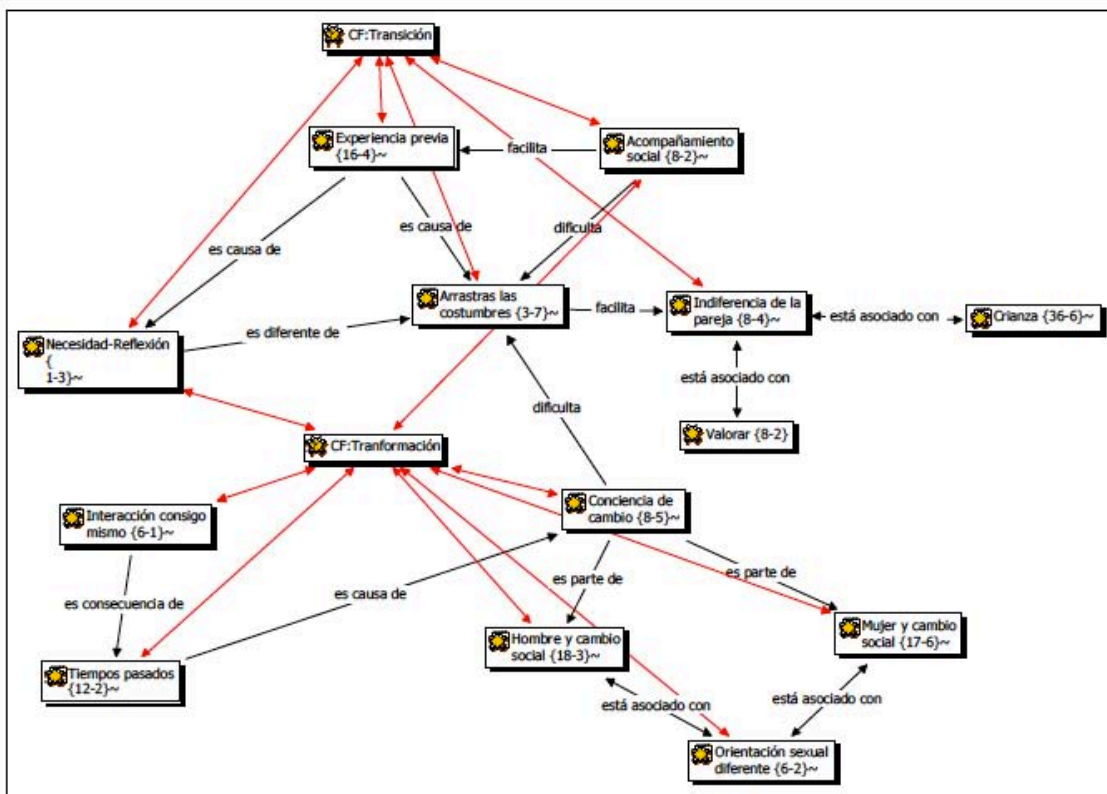 CF:Transición
Experiencia previa
{16-4}~
facilita
Acompañamiento
social {8-2}~
es causa de
es causa de
dificulta
Arrastras las
costumbres {3-7}~
facilita
Indiferencia de la
pareja {8-4}~
está asociado con
Crianza {36-6}~
es diferente de
Necesidad-Reflexión
{
1-3}~
está asociado con
dificulta
Valorar {8-2}
CF:Tranformación
Interacción consigo
mismo {6-1}~
Conciencia de
cambio {8-5}~
es consecuencia de
es causa de
es parte de
es parte de
Hombre y cambio
social {18-3}~
Mujer y cambio
social {17-6}~
Tiempos pasados
{12-2}~
está asociado con
está asociado con
Orientación sexual
diferente {6-2}~